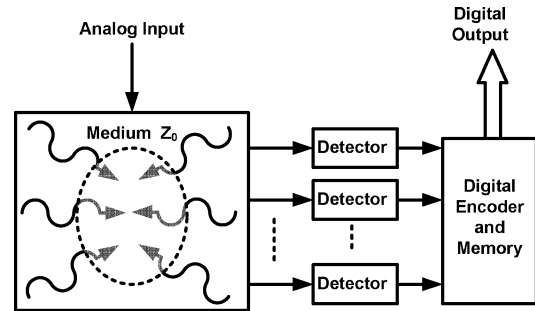 Analog Input
Digital
Output
Medium Z0
Detector
Detector
Detector
Digital
Encoder
and
Memory